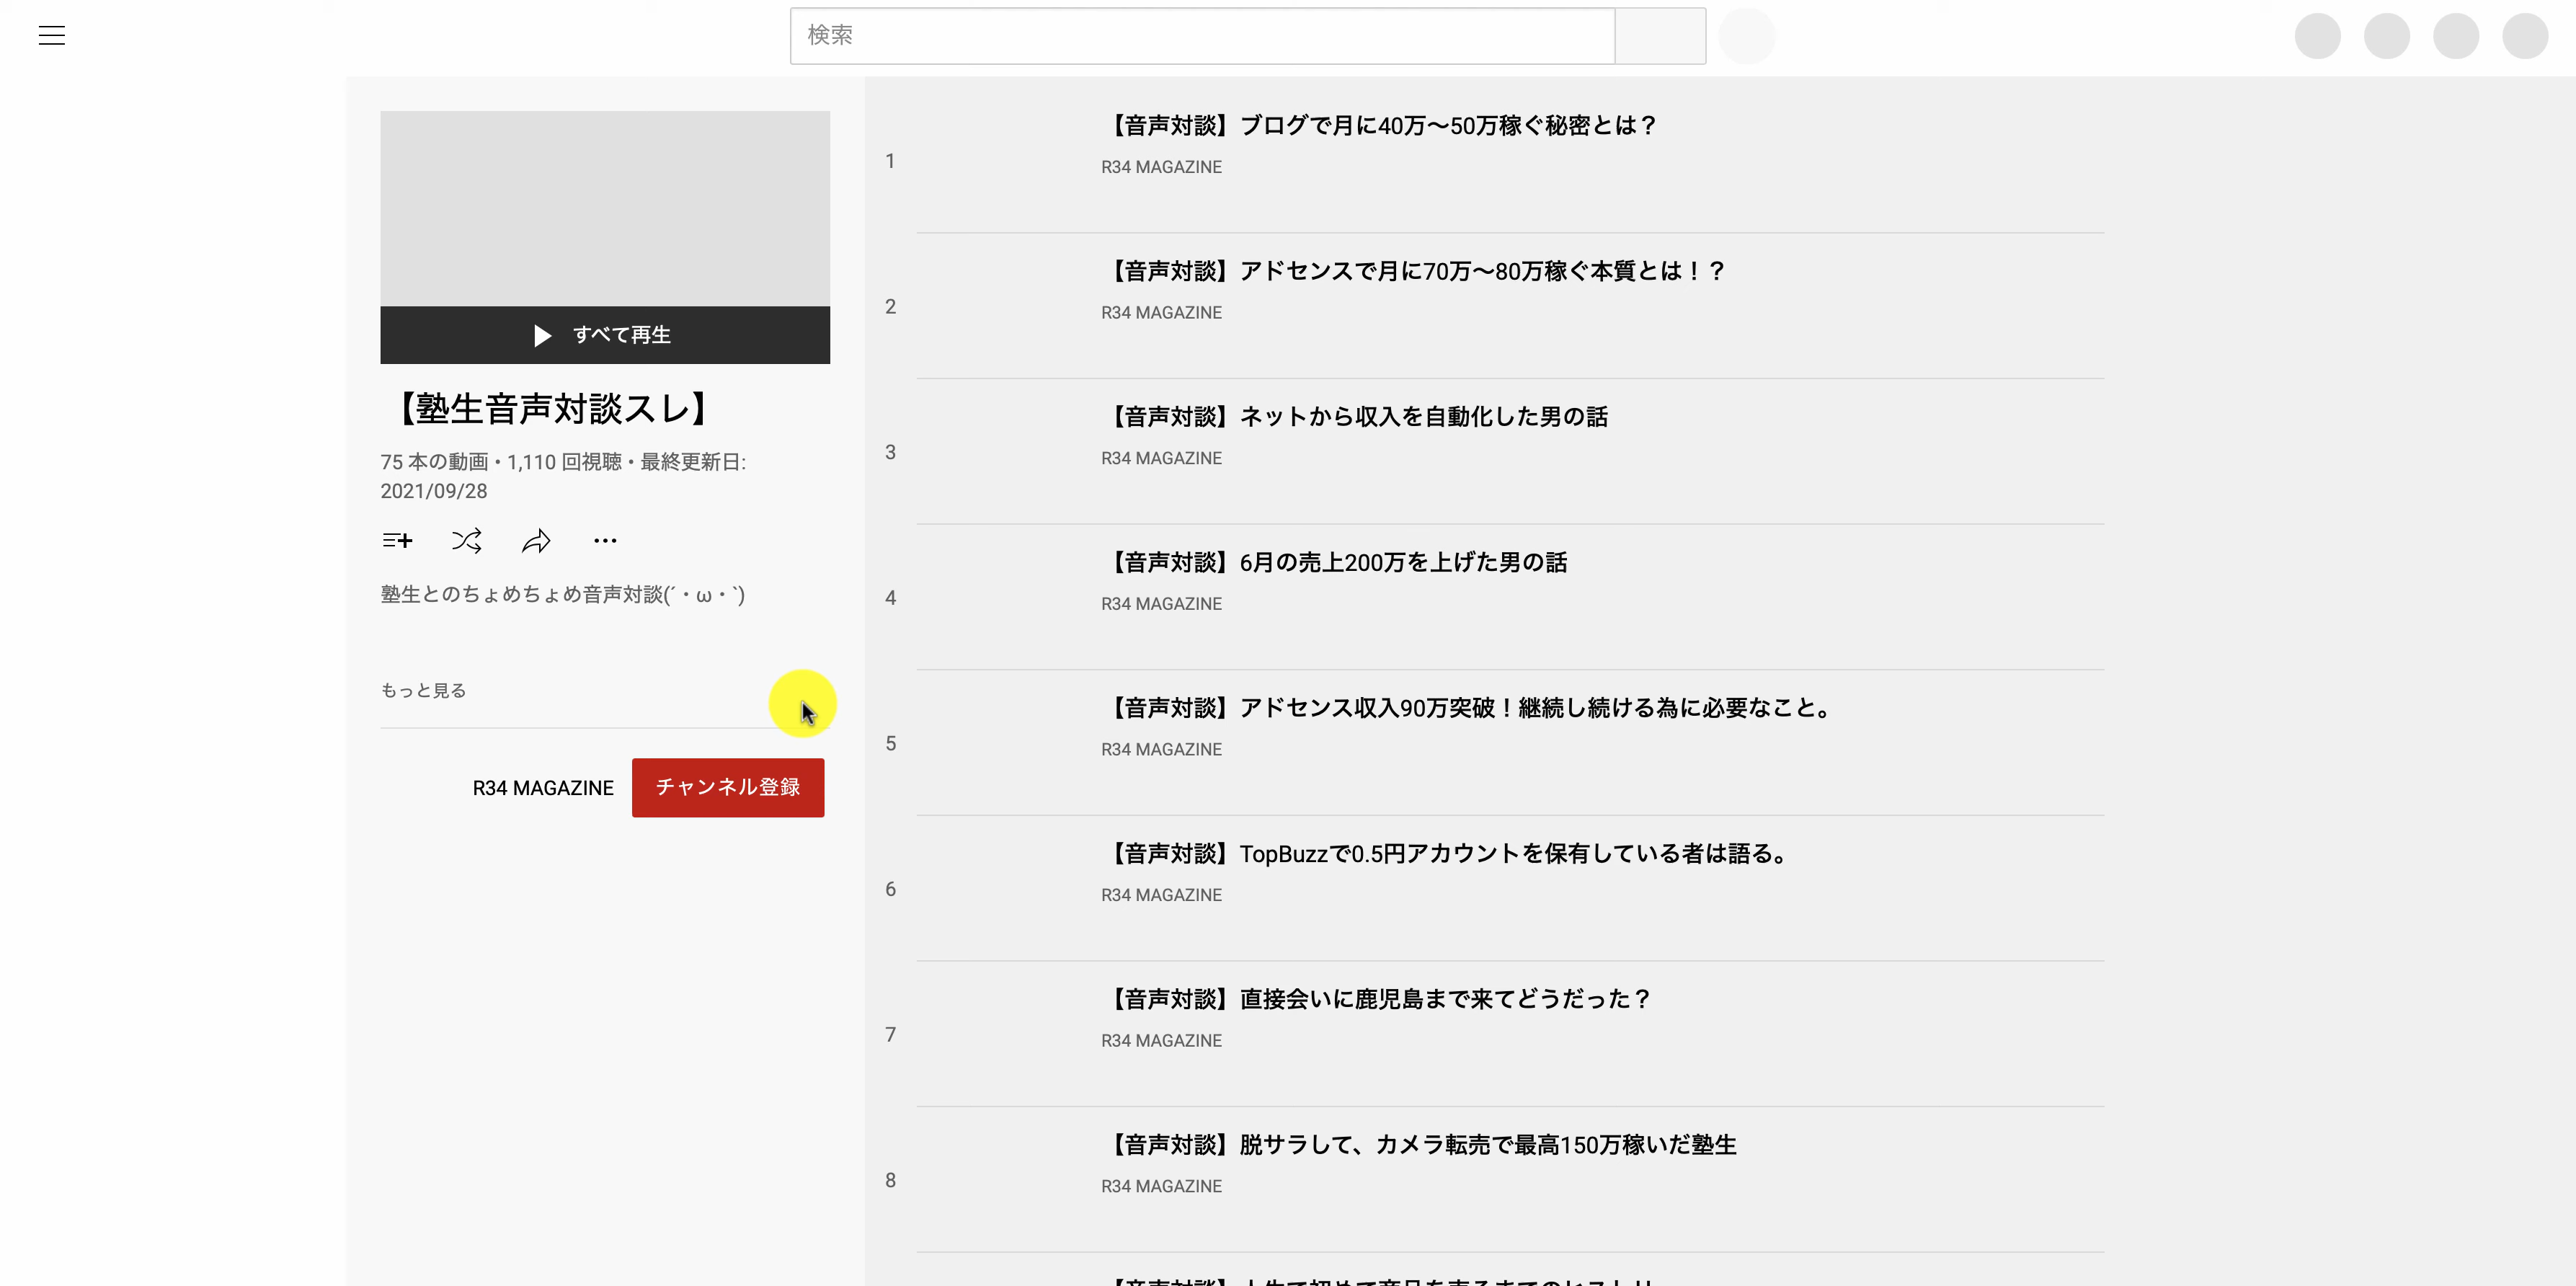 検索
すべて再生
【塾生音声対談スレ】
75 本の動画・1,110 回視聴・最終更新日:
2021/09/28
塾生とのちょめちょめ音声対談(´・ω・`)
もっと見る
R34 MAGAZINE
チャンネル登録
1
【音声対談】ブログで月に40万〜50万稼ぐ秘密とは？
R34 MAGAZINE
2
【音声対談】アドセンスで月に70万〜80万稼ぐ本質とは！？
R34 MAGAZINE
3
【音声対談】ネットから収入を自動化した男の話
R34 MAGAZINE
4
【音声対談】6月の売上200万を上げた男の話
R34 MAGAZINE
5
【音声対談】アドセンス収入90万突破！継続し続ける為に必要なこと。
R34 MAGAZINE
6
【音声対談】TopBuzzで0.5円アカウントを保有している者は語る。
R34 MAGAZINE
7
【音声対談】直接会いに鹿児島まで来てどうだった？
R34 MAGAZINE
8
【音声対談】脱サラして、カメラ転売で最高150万稼いだ塾生
R34 MAGAZINE